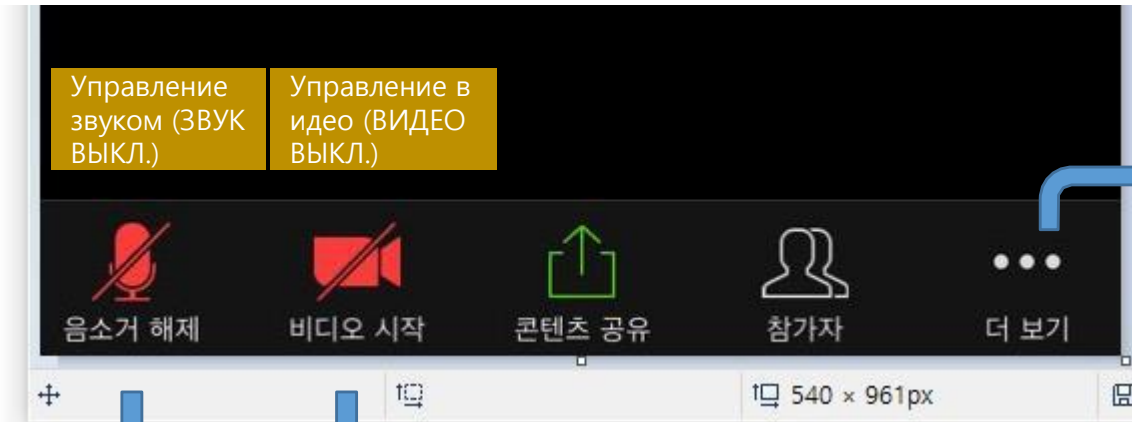 Управление
звуком (ЗВУК
ВЫКЛ.)
Управление в
идео (ВИДЕО
ВЫКЛ.)
음소거 해제
비디오 시작
콘텐츠 공유
참가자
더 보기
540 × 961px